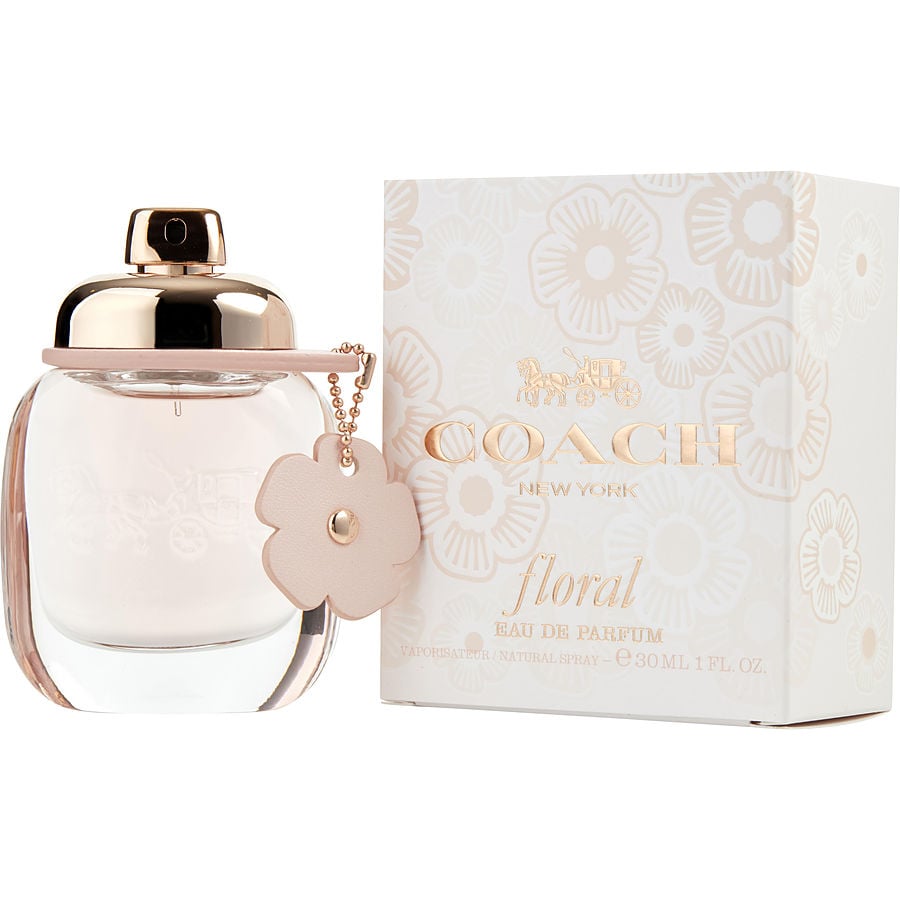 COACH
NEW YORK
floral
EAU DE PARFUM
VAPORISATEUR / NATURAL SPRAY – ℮ 30 ML 1 FL. OZ.